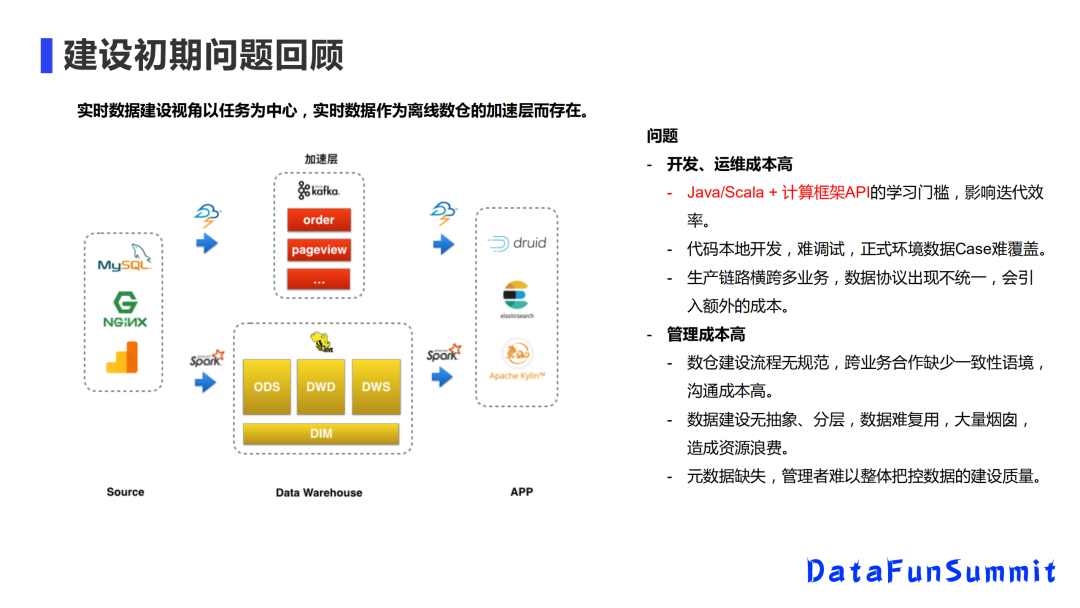 建设初期问题回顾
实时数据建设视角以任务为中心，实时数据作为离线数仓的加速层而存在。
加速层
kafka
order
pageview
...
MySQL
NGINX
APACHE Spark
HIVE
ODS
DWD
DWS
DIM
APACHE Spark
druid
elasticsearch
Apache Kylin™
Source
Data Warehouse
APP
问题
- 开发、运维成本高
- Java/Scala + 计算框架API的学习门槛，影响迭代效
率。
- 代码本地开发，难调试，正式环境数据Case难覆盖。
- 生产链路横跨多业务，数据协议出现不统一，会引
入额外的成本。
- 管理成本高
- 数仓建设流程无规范，跨业务合作缺少一致性语境，
沟通成本高。
- 数据建设无抽象、分层，数据难复用，大量烟囱，
造成资源浪费。
- 元数据缺失，管理者难以整体把控数据的建设质量。
DataFunSummit